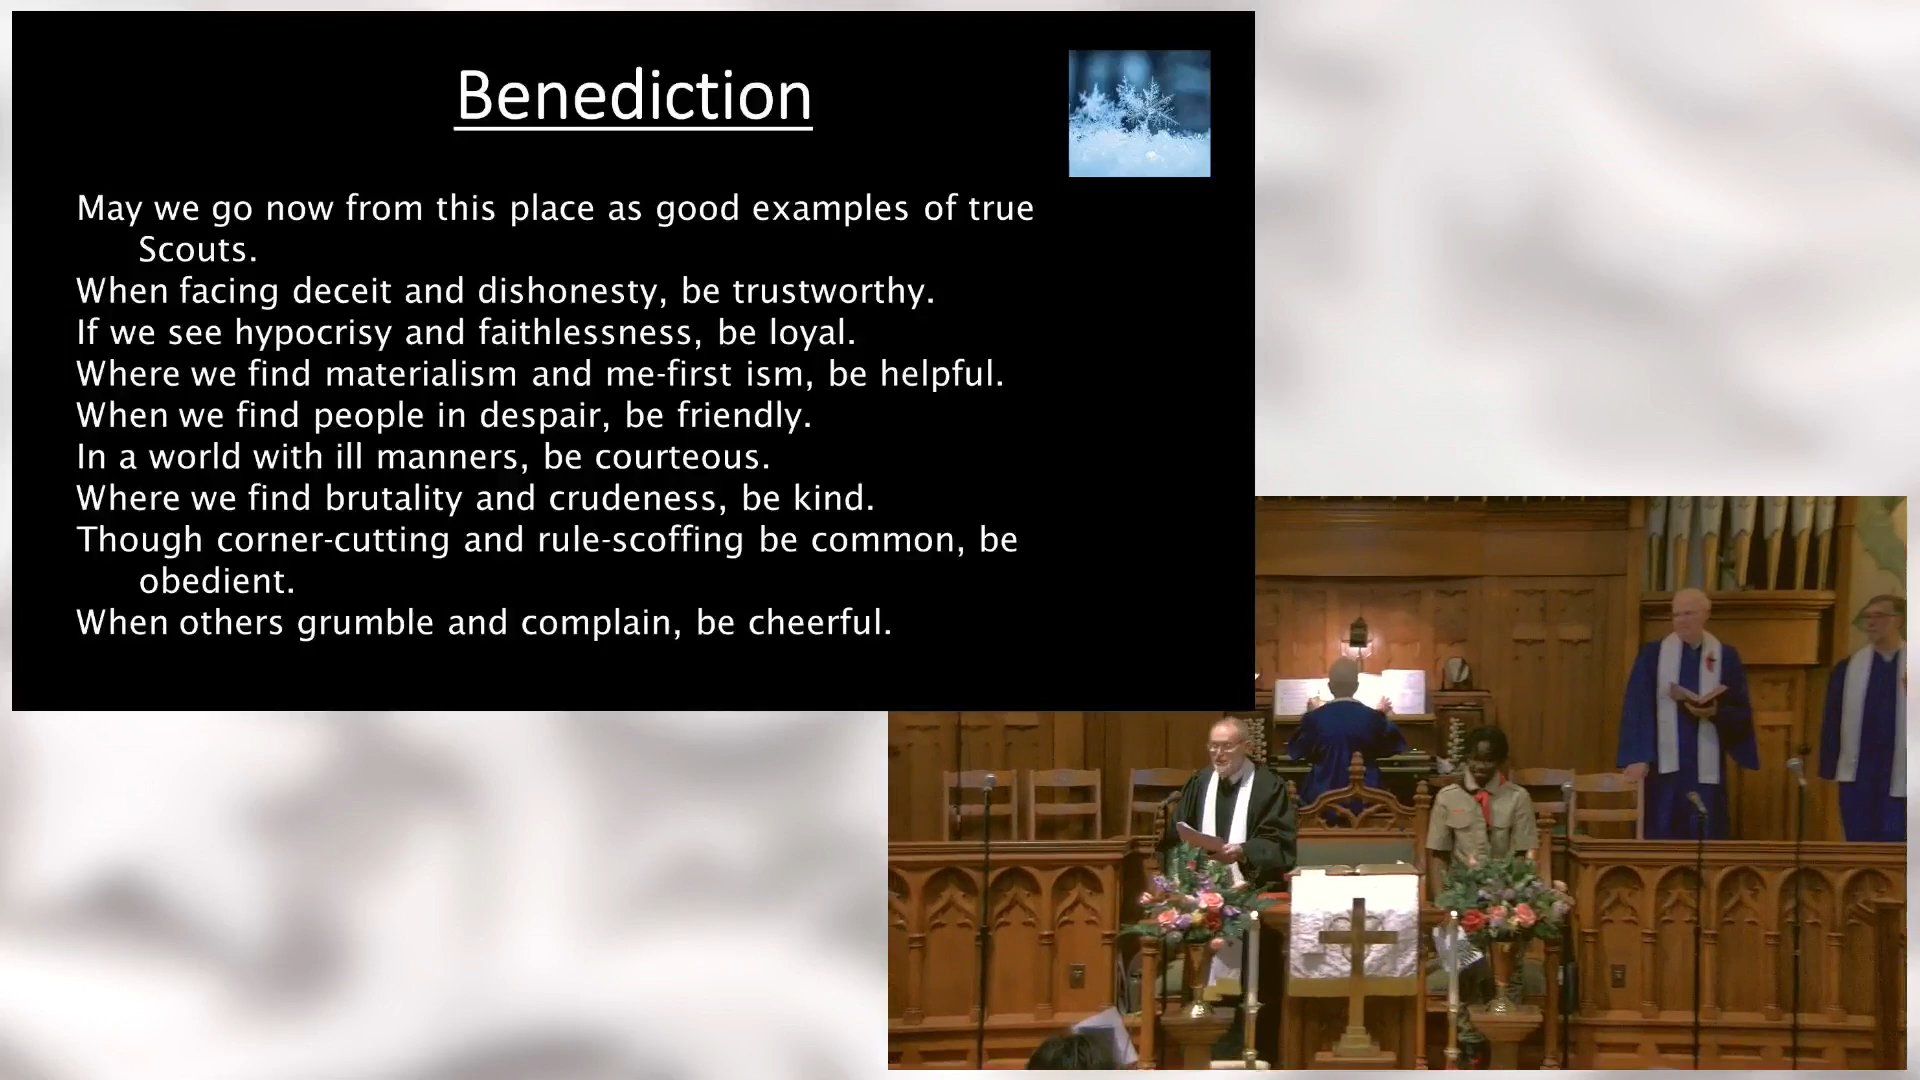 Benediction
May we go now from this place as good examples of true
Scouts.
When facing deceit and dishonesty, be trustworthy.
If we see hypocrisy and faithlessness, be loyal.
Where we find materialism and me-first ism, be helpful.
When we find people in despair, be friendly.
In a world with ill manners, be courteous.
Where we find brutality and crudeness, be kind.
Though corner-cutting and rule-scoffing be common, be
obedient.
When others grumble and complain, be cheerful.